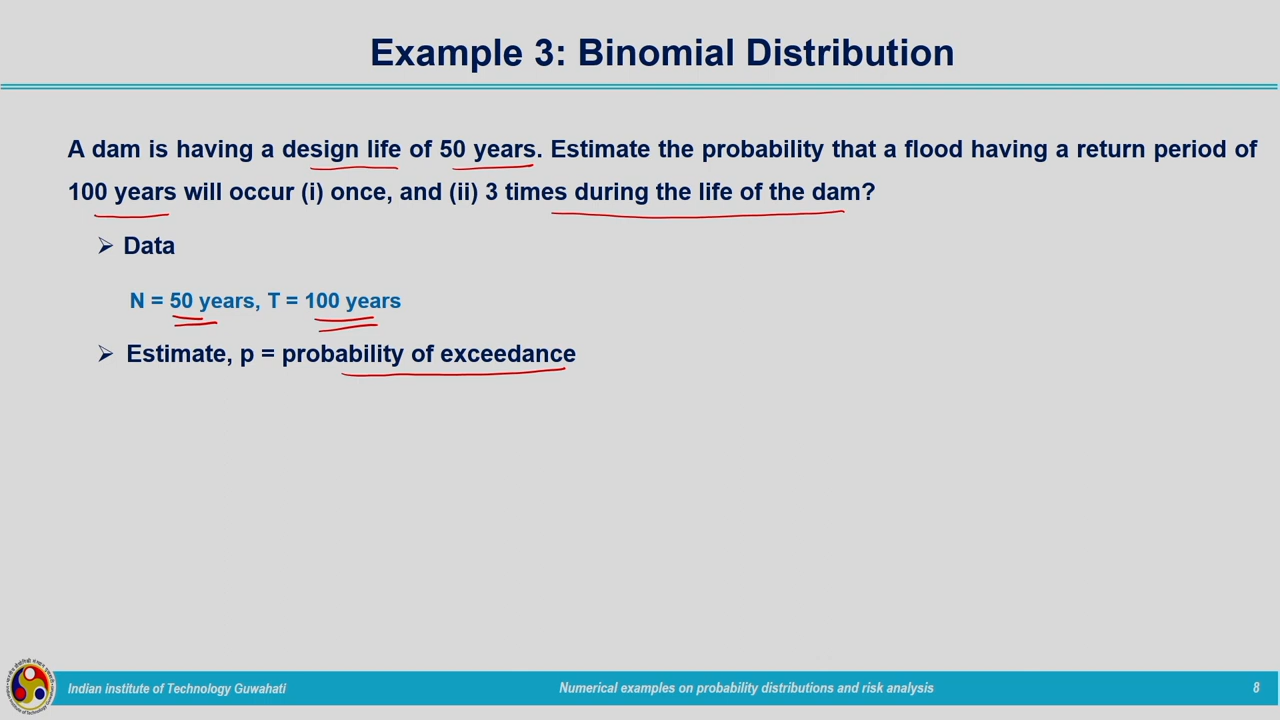 Example 3: Binomial Distribution
A dam is having a design life of 50 years. Estimate the probability that a flood having a return period of
100 years will occur (i) once, and (ii) 3 times during the life of the dam?
➢ Data
N = 50 years, T = 100 years
➢ Estimate, p = probability of exceedance
Indian institute of Technology Guwahati
Numerical examples on probability distributions and risk analysis
8